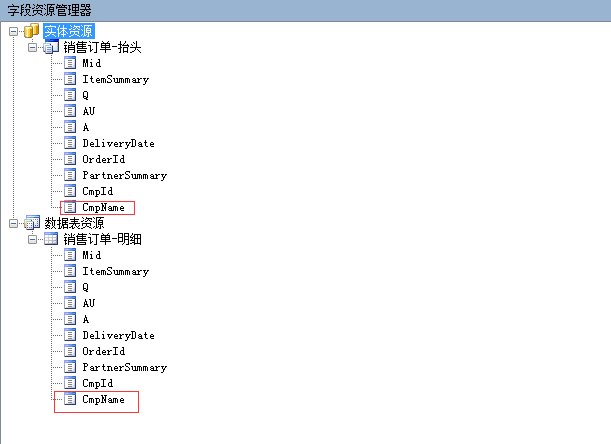 字段资源管理器
实体资源
销售订单-抬头
Mid
ItemSummary
Q
AU
A
DeliveryDate
OrderId
PartnerSummary
CmpId
CmpName
数据表资源
销售订单-明细
Mid
ItemSummary
Q
AU
A
DeliveryDate
OrderId
PartnerSummary
CmpId
CmpName